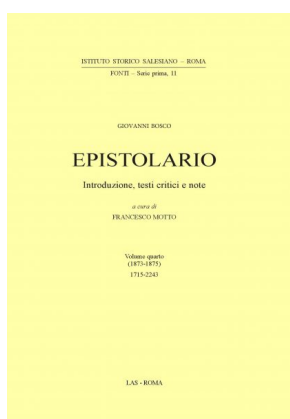 ISTITUTO STORICO SALESIANO – ROMA
FONTI – Serie prima, 11
GIOVANNI BOSCO
EPISTOLARIO
Introduzione, testi critici e note
a cura di
FRANCESCO MOTTO
Volume quarto
(1873-1875)
1715-2243
LAS - ROMA